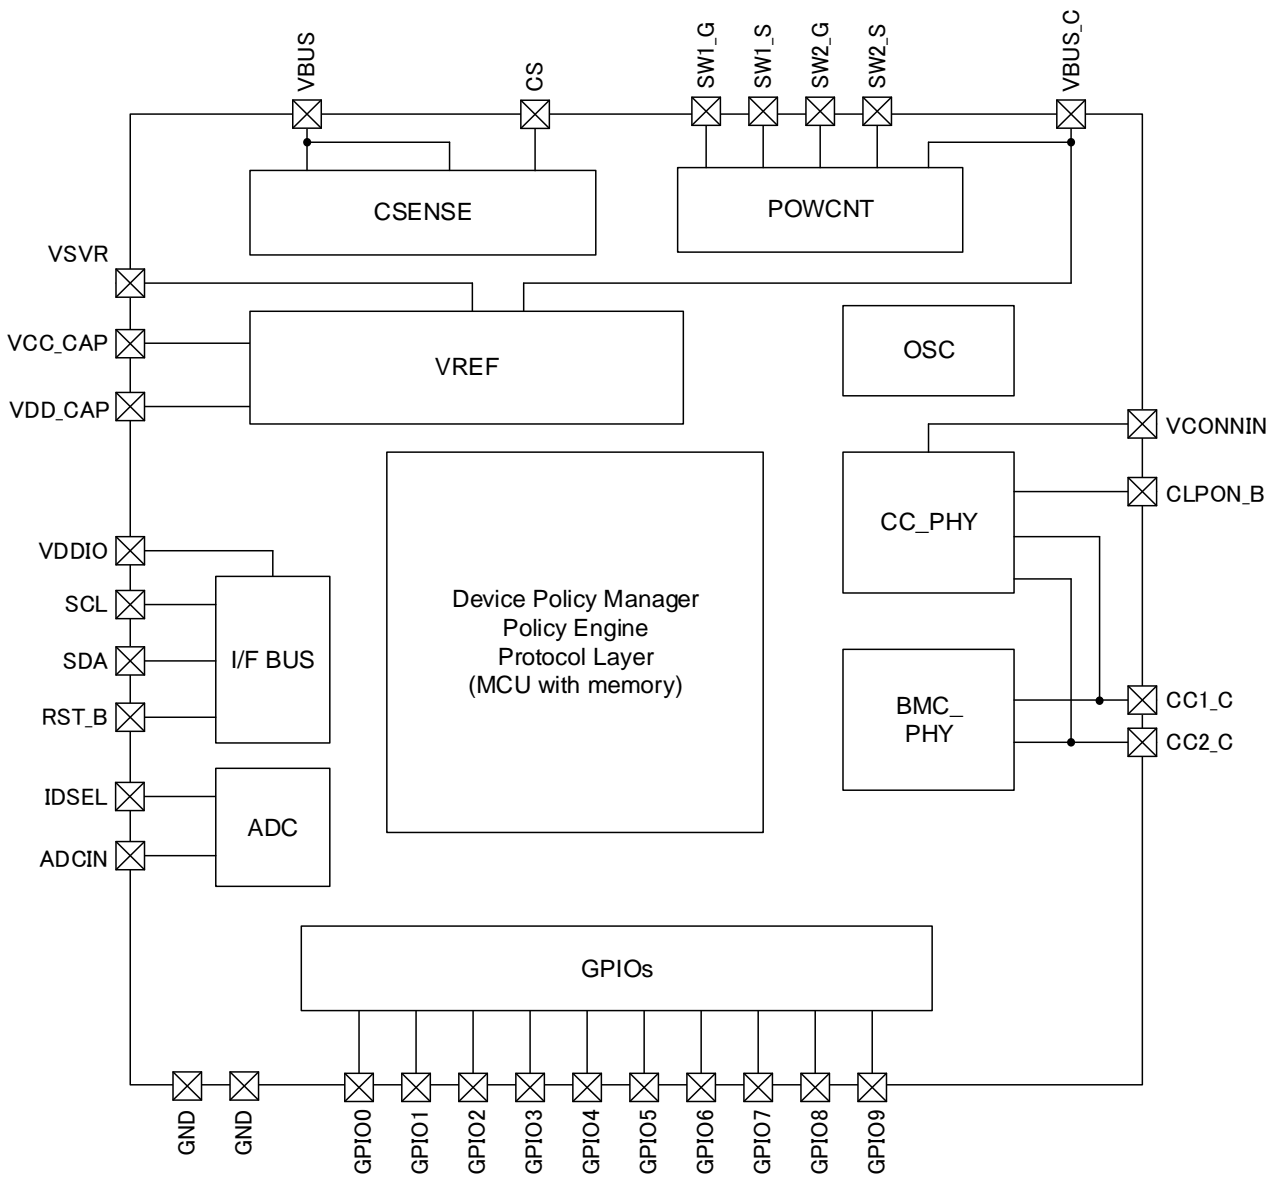 VBUS
CS
SW1_G
SW1_S
SW2_G
SW2_S
VBUS_C
CSENSE
POWCNT
VSVR
VCC_CAP
VDD_CAP
VREF
OSC
VCONNIN
CLPON_B
CC_PHY
VDDIO
SCL
SDA
RST_B
I/F BUS
Device Policy Manager
Policy Engine
Protocol Layer
(MCU with memory)
BMC_
PHY
CC1_C
CC2_C
IDSEL
ADCIN
ADC
GPIOs
GND
GND
GPIO0
GPIO1
GPIO2
GPIO3
GPIO4
GPIO5
GPIO6
GPIO7
GPIO8
GPIO9